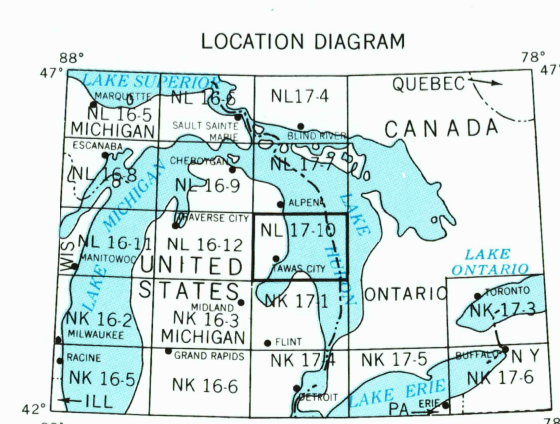 LOCATION DIAGRAM
88°
78°
47°
47°
LAKE SUPERIOR
QUEBEC
MARQUETTE
NL 16-6
NL17-4
NL 16-5
MICHIGAN
SAULT SAINTE
MARIE
BLIND RIVER
CANADA
ESCANABA
CHEBOYGAN
NL 17-7
NL 16-8
NL 16-9
LAKE MICHIGAN
ALPENA
LAKE HURON
TRAVERSE CITY
NL 17-10
WIS
NL 16-11
NL 16-12
LAKE
ONTARIO
MANITOWOC
UNITED
STATES
TAWAS CITY
NK 17-1
ONTARIO
TORONTO
MIDLAND
NK 17-3
NK 16-2
NK 16-3
MILWAUKEE
MICHIGAN
FLINT
RACINE
GRAND RAPIDS
NK 17-4
NK 17-5
BUFFALO
N Y
NK 16-5
NK 16-6
NK 17-6
DETROIT
LAKE ERIE
ERIE
42°
ILL
PA